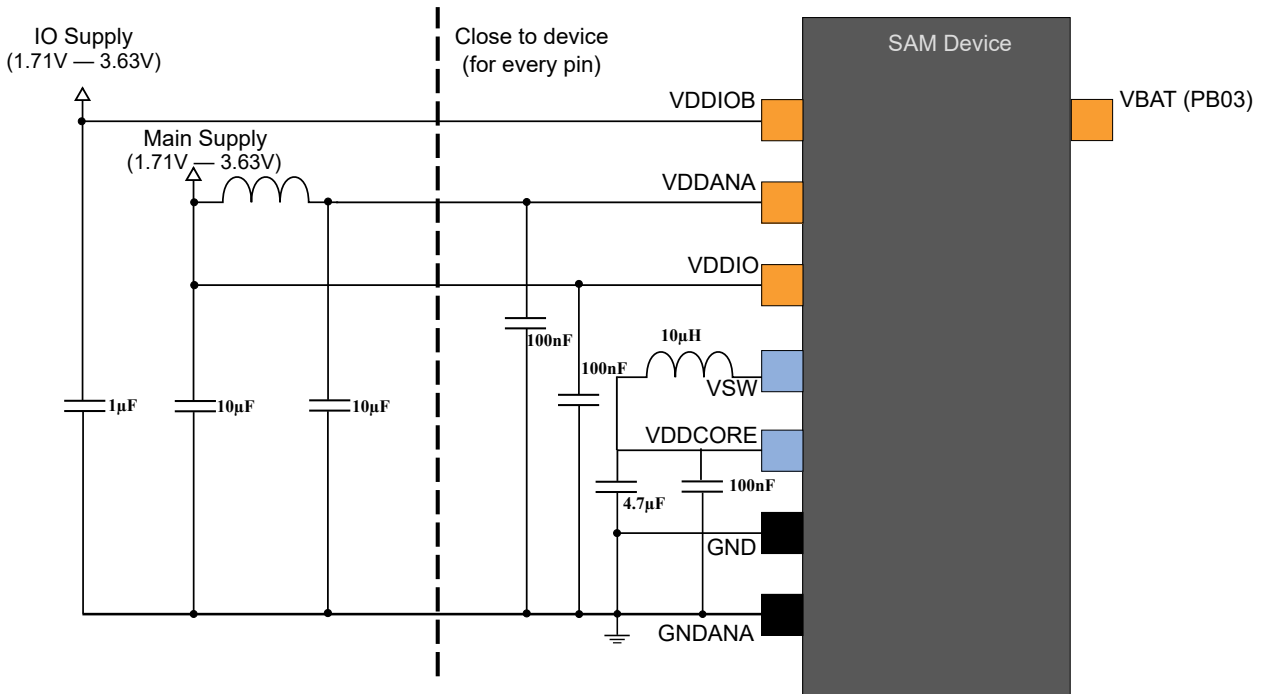 IO Supply
(1.71V — 3.63V)
Close to device
(for every pin)
SAM Device
VDDIOB
VBAT (PB03)
Main Supply
(1.71V — 3.63V)
VDDANA
VDDIO
100nF
10µH
100nF
VSW
1µF
10µF
10µF
VDDCORE
100nF
4.7µF
GND
GNDANA